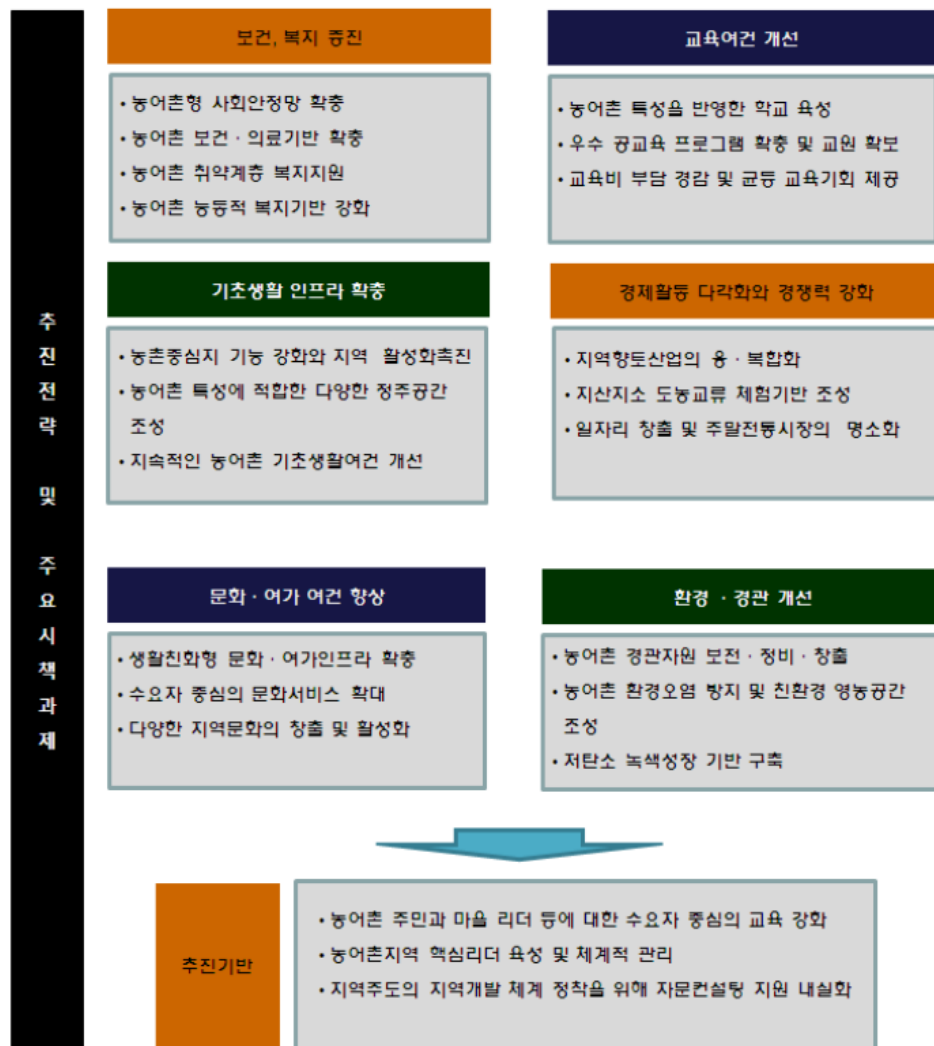 추진전략 및 주요시책과제
보건, 복지 증진
• 농어촌형 사회안정망 확충
• 농어촌 보건 · 의료기반 확충
• 농어촌 취약계층 복지지원
• 농어촌 능동적 복지기반 강화
교육여건 개선
• 농어촌 특성을 반영한 학교 육성
• 우수 공교육 프로그램 확충 및 교원 확보
• 교육비 부담 경감 및 균등 교육기회 제공
기초생활 인프라 확충
• 농촌중심지 기능 강화와 지역 활성화촉진
• 농어촌 특성에 적합한 다양한 정주공간
조성
• 지속적인 농어촌 기초생활여건 개선
경제활동 다각화와 경쟁력 강화
• 지역향토산업의 융 · 복합화
• 지산지소 도농교류 체험기반 조성
• 일자리 창출 및 주말전통시장의 명소화
문화 · 여가 여건 향상
• 생활친화형 문화 · 여가인프라 확충
• 수요자 중심의 문화서비스 확대
• 다양한 지역문화의 창출 및 활성화
환경 · 경관 개선
• 농어촌 경관자원 보전 · 정비 · 창출
• 농어촌 환경오염 방지 및 친환경 영농공간
조성
• 저탄소 녹색성장 기반 구축
추진기반
• 농어촌 주민과 마을 리더 등에 대한 수요자 중심의 교육 강화
• 농어촌지역 핵심리더 육성 및 체계적 관리
• 지역주도의 지역개발 체계 정착을 위해 자문컨설팅 지원 내실화